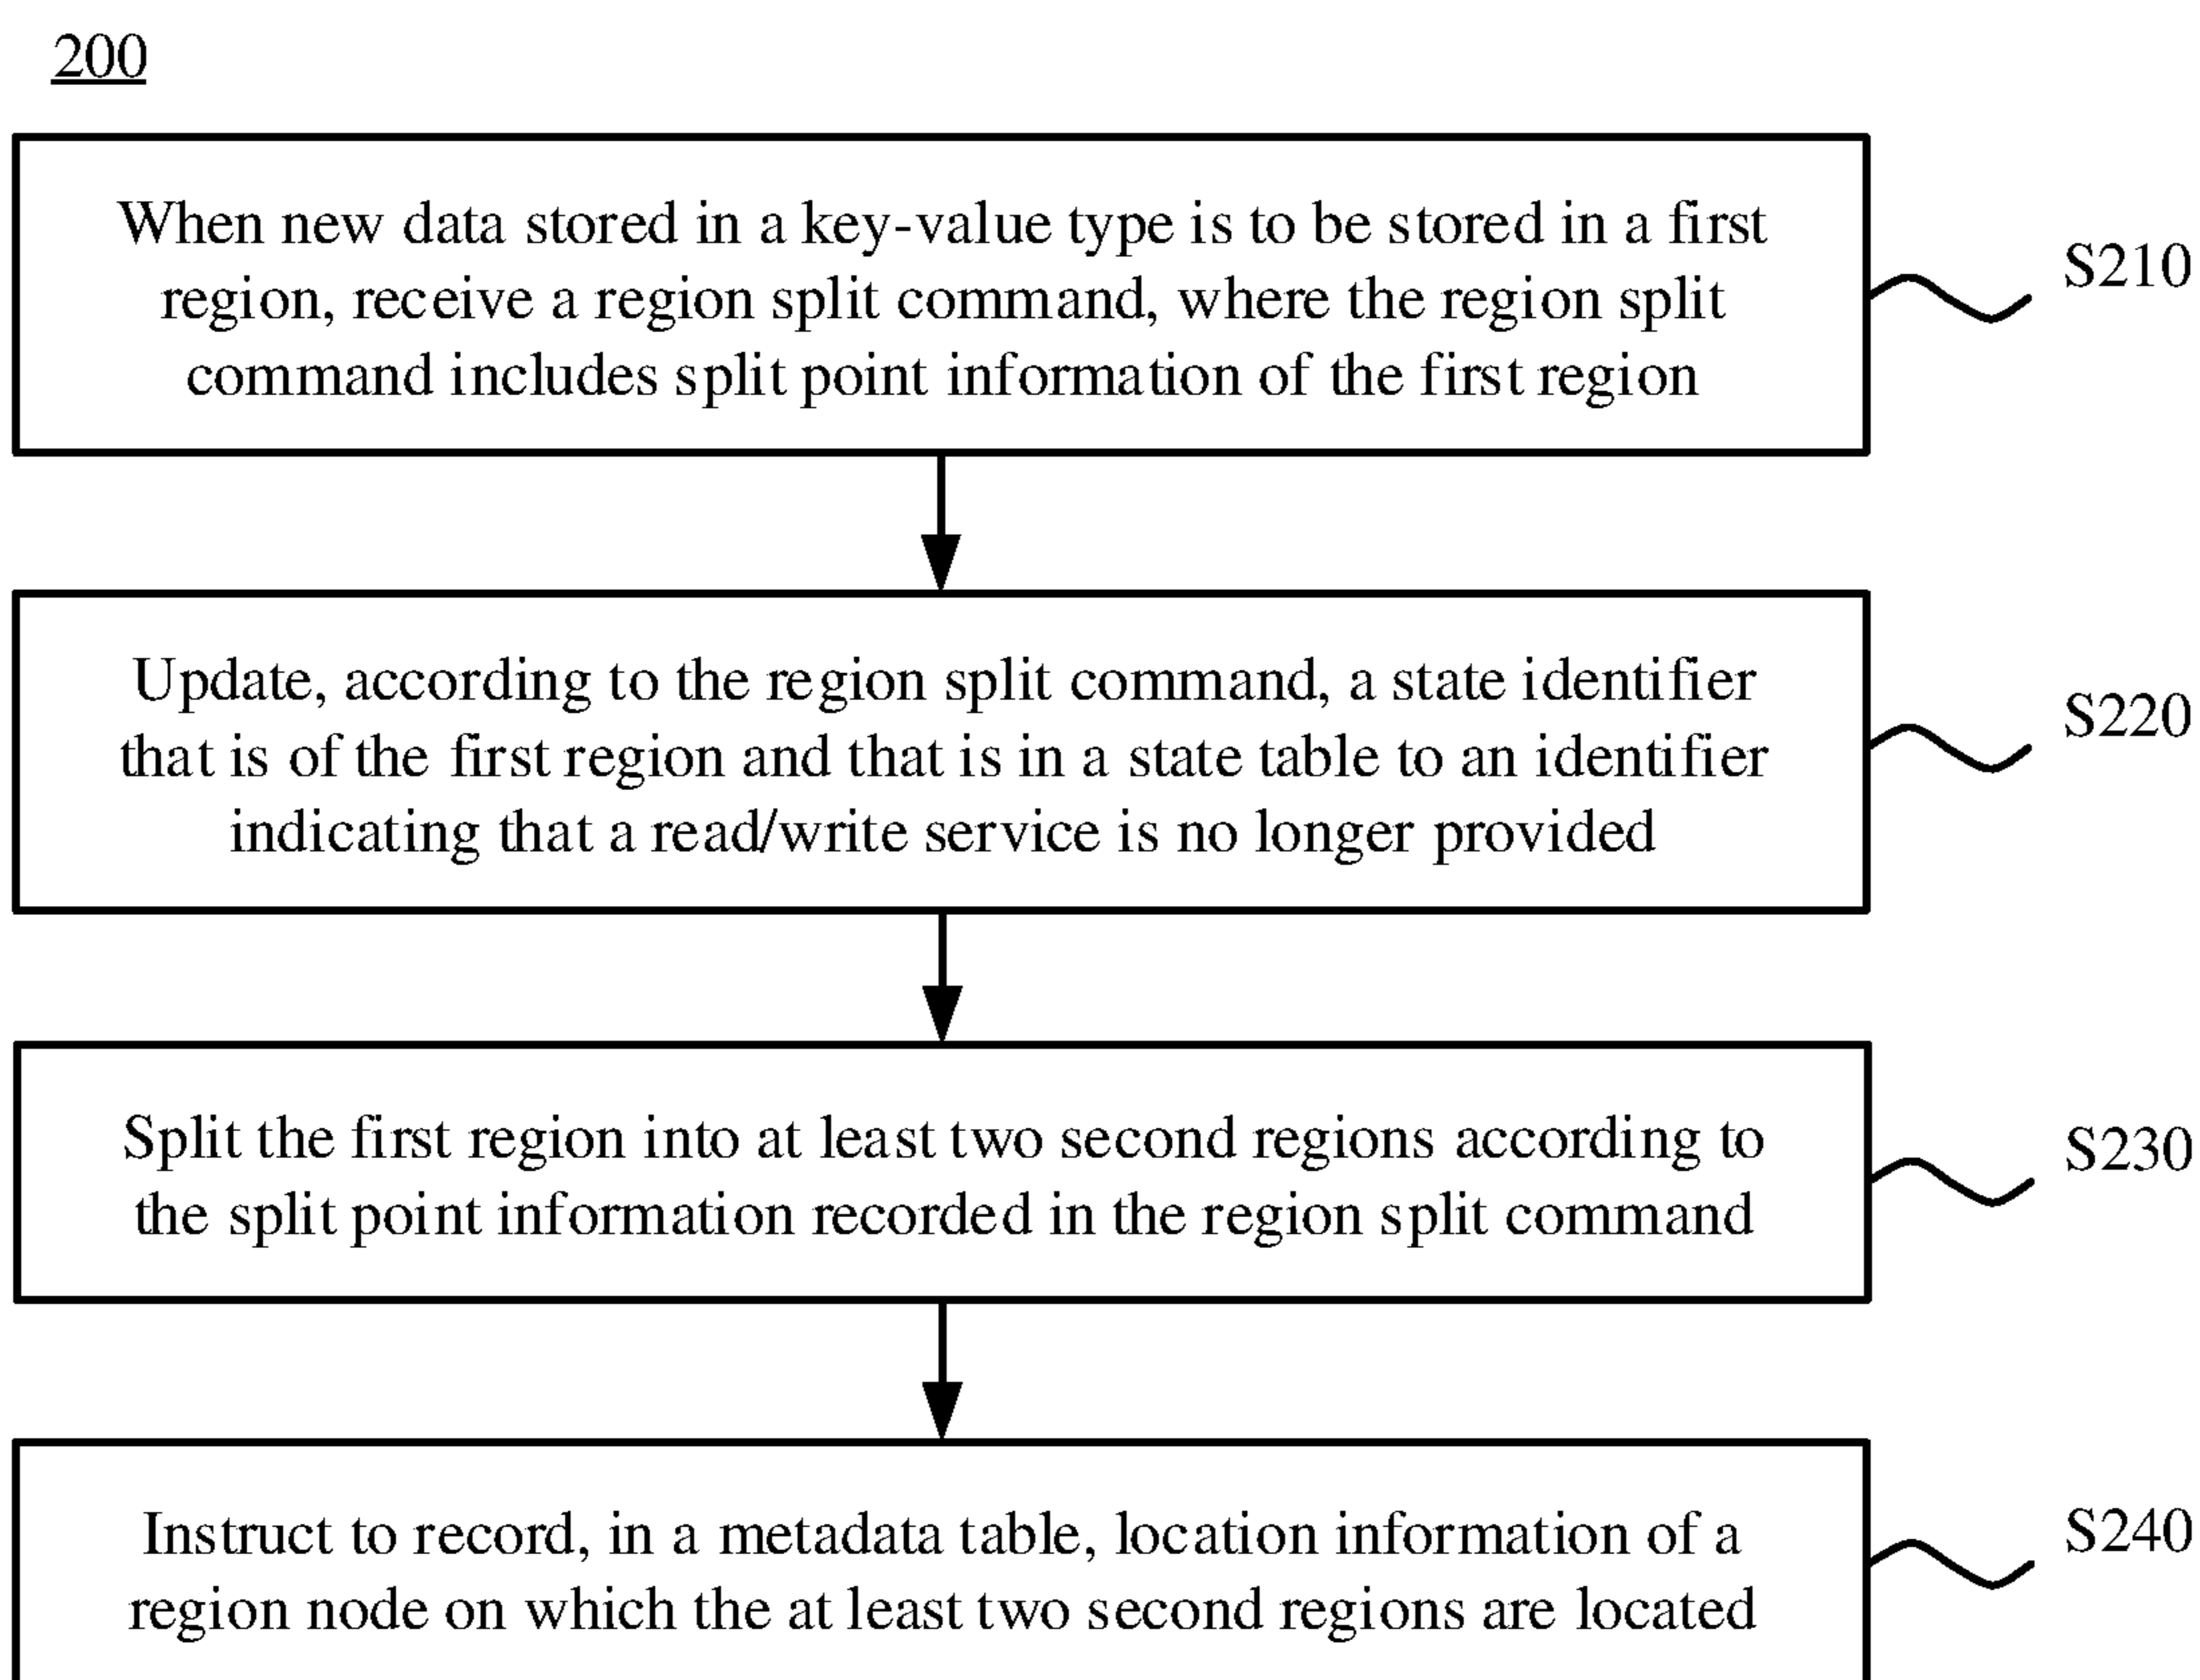 200
When new data stored in a key-value type is to be stored in a first
region, receive a region split command, where the region split
command includes split point information of the first region
S210
Update, according to the region split command, a state identifier
that is of the first region and that is in a state table to an identifier
indicating that a read/write service is no longer provided
S220
Split the first region into at least two second regions according to
the split point information recorded in the region split command
S230
Instruct to record, in a metadata table, location information of a
region node on which the at least two second regions are located
S240